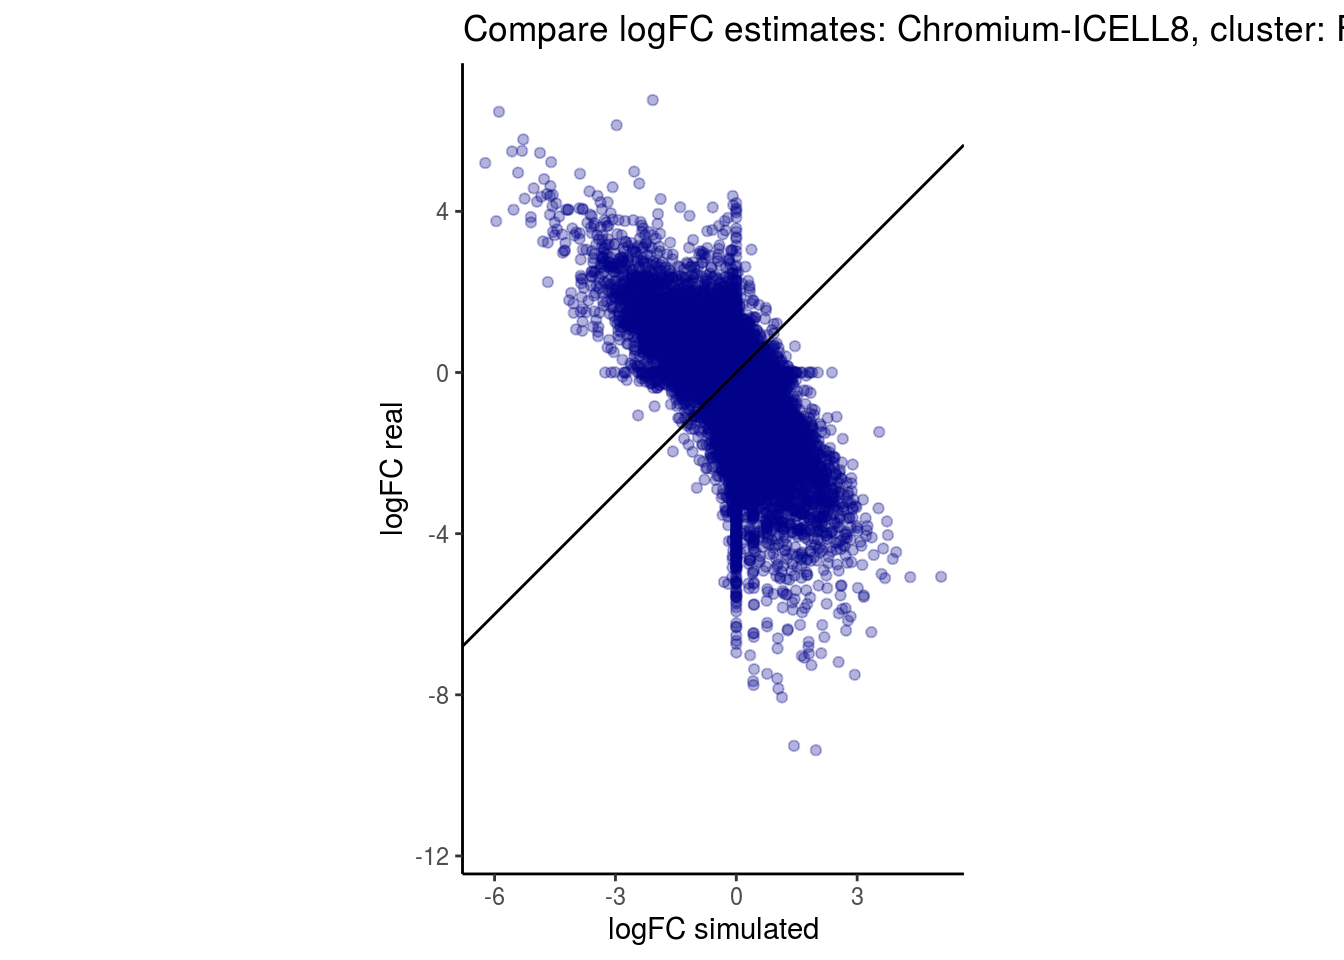 Compare logFC estimates: Chromium-ICELL8, cluster:
4
0
-4
-8
-12
logFC real
-6 -3 0 3
logFC simulated